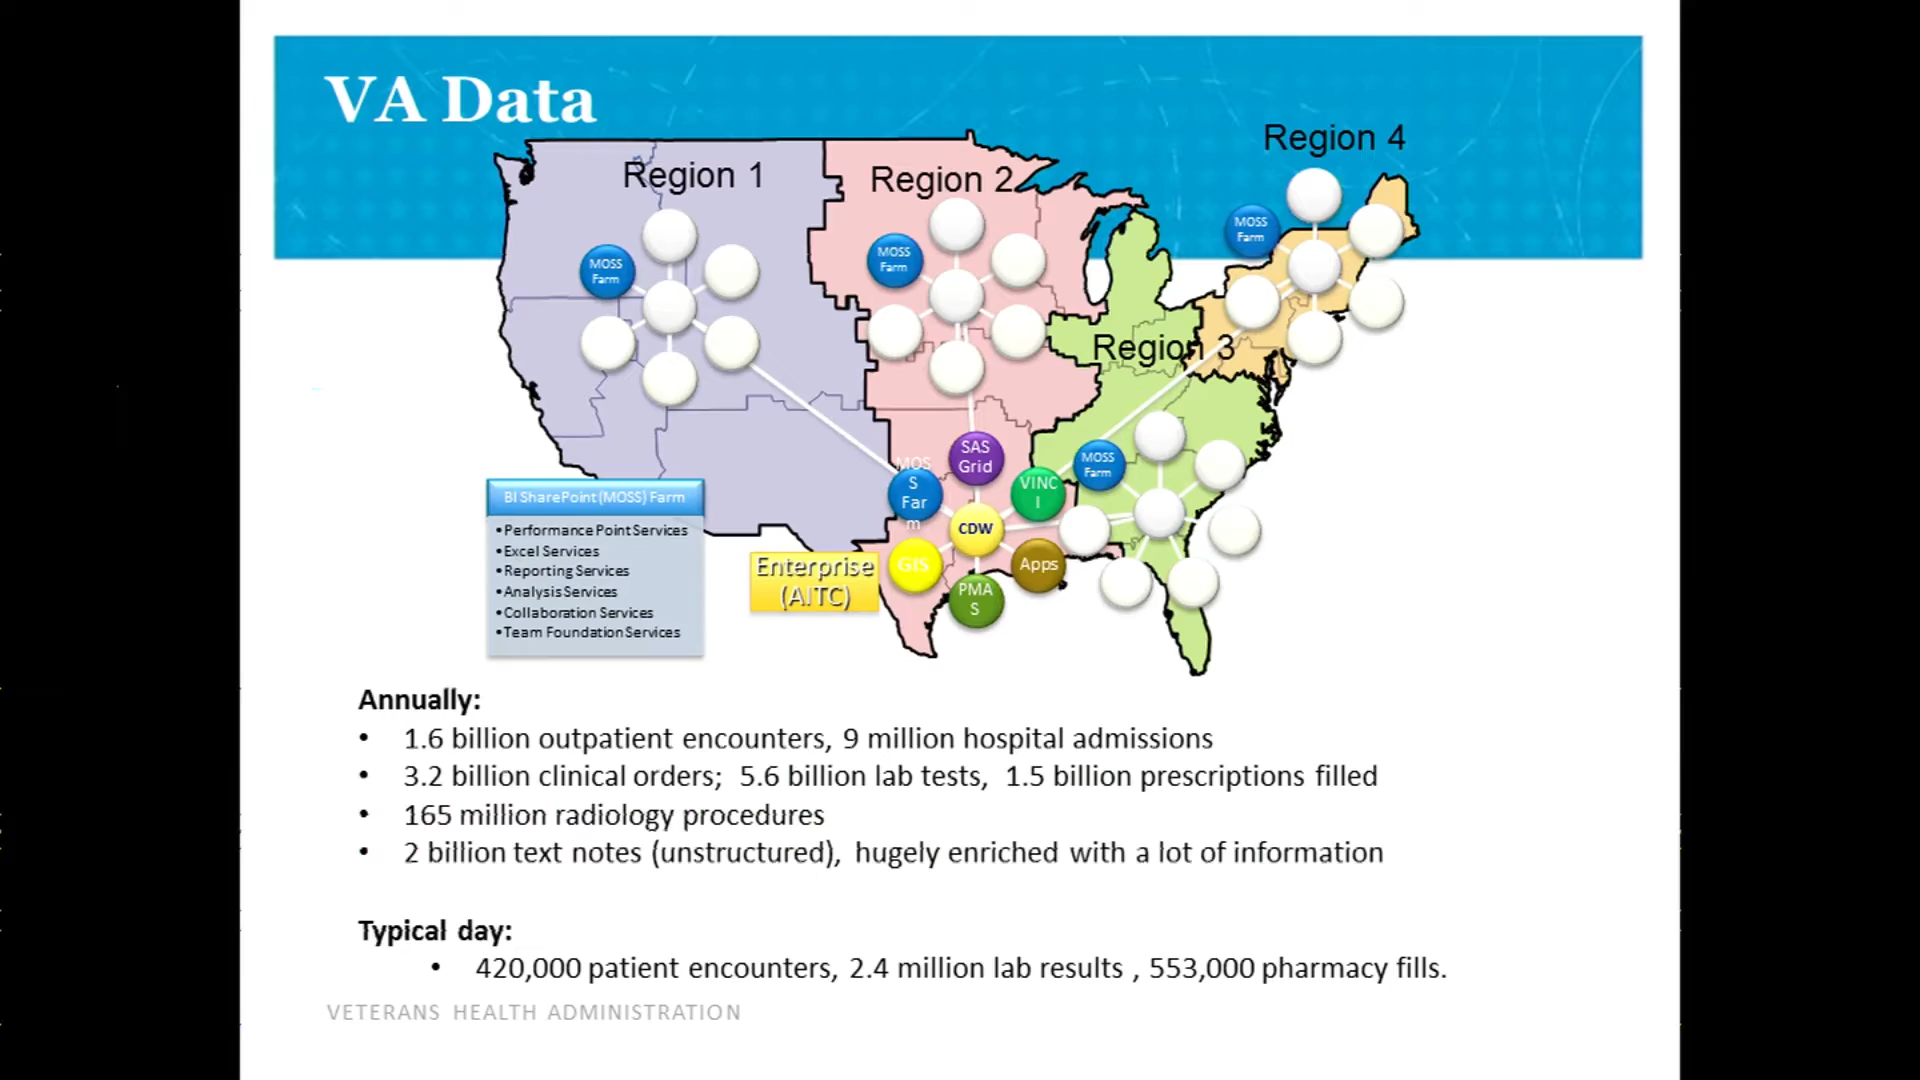 VA Data
Region 1
Region 2
Region 3
Region 4
MOSS
Farm
MOSS
Farm
MOSS
Farm
MOSS
Farm
MOS
S
Far
m
SAS
Grid
VINC
I
CDW
GIS
Apps
PMA
S
Enterprise
(AITC)
BI SharePoint (MOSS) Farm
•Performance Point Services
•Excel Services
•Reporting Services
•Analysis Services
•Collaboration Services
•Team Foundation Services
Annually:
• 1.6 billion outpatient encounters, 9 million hospital admissions
• 3.2 billion clinical orders; 5.6 billion lab tests, 1.5 billion prescriptions filled
• 165 million radiology procedures
• 2 billion text notes (unstructured), hugely enriched with a lot of information
Typical day:
• 420,000 patient encounters, 2.4 million lab results , 553,000 pharmacy fills.
VETERANS HEALTH ADMINISTRATION